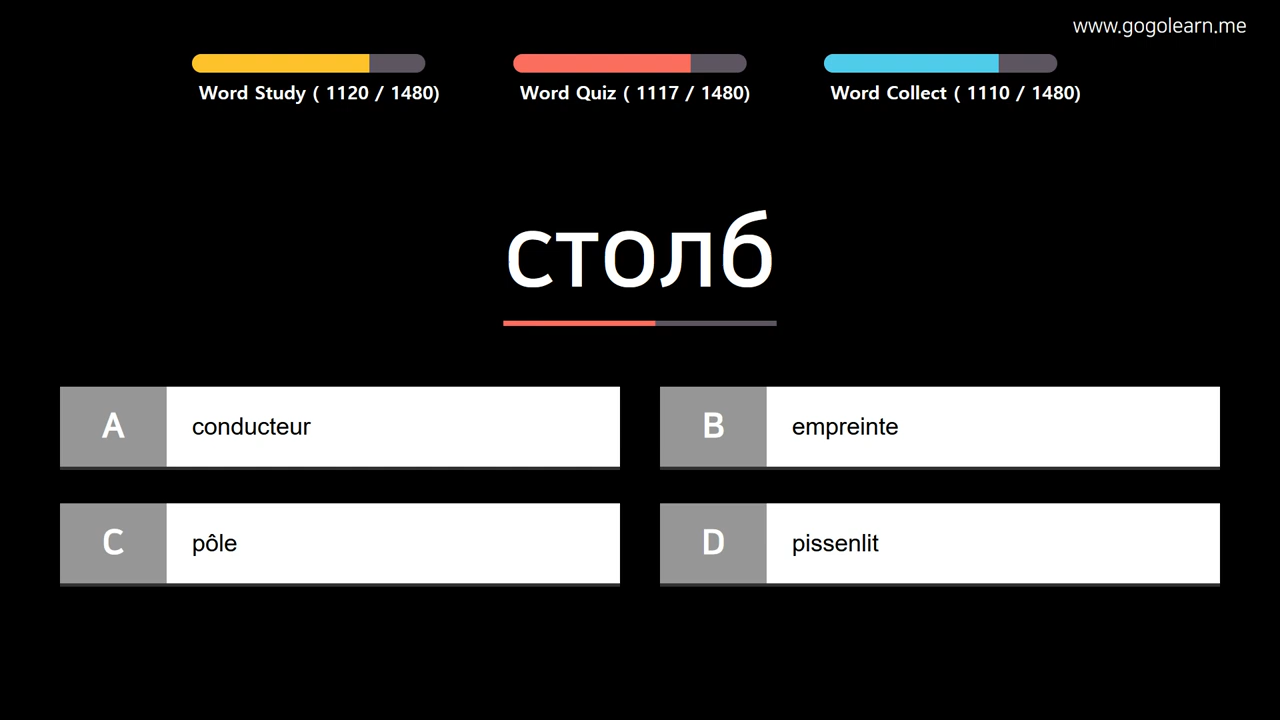 www.gogolearn.me
Word Study ( 1120 / 1480)
Word Quiz ( 1117 / 1480)
Word Collect ( 1110 / 1480)
столб
A conducteur
B empreinte
C pôle
D pissenlit